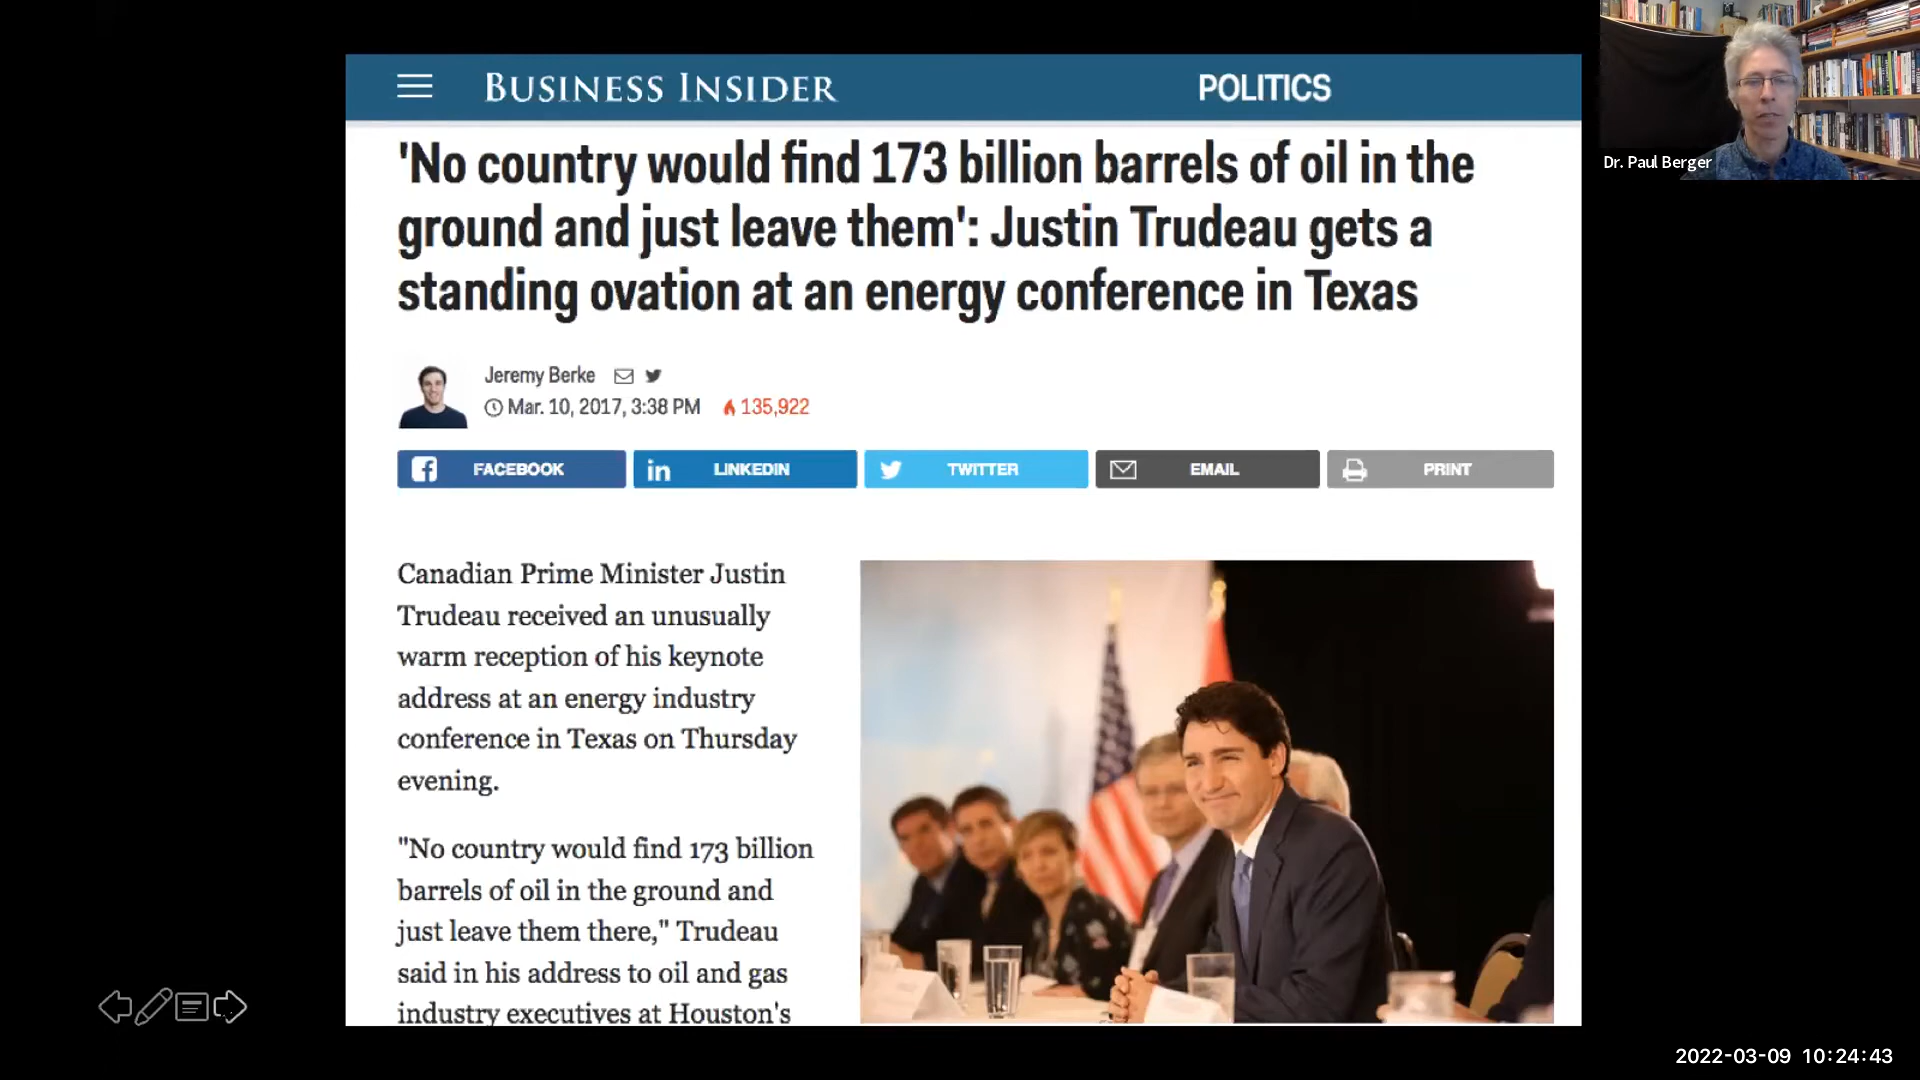 BUSINESS INSIDER
POLITICS
'No country would find 173 billion barrels of oil in the
ground and just leave them': Justin Trudeau gets a
standing ovation at an energy conference in Texas
Jeremy Berke
Mar. 10, 2017, 3:38 PM 135,922
FACEBOOK
in LINKEDIN
TWITTER
EMAIL
PRINT
Canadian Prime Minister Justin
Trudeau received an unusually
warm reception of his keynote
address at an energy industry
conference in Texas on Thursday
evening.
"No country would find 173 billion
barrels of oil in the ground and
just leave them there," Trudeau
said in his address to oil and gas
industry executives at Houston's
Dr. Paul Berger
2022-03-09 10:24:43